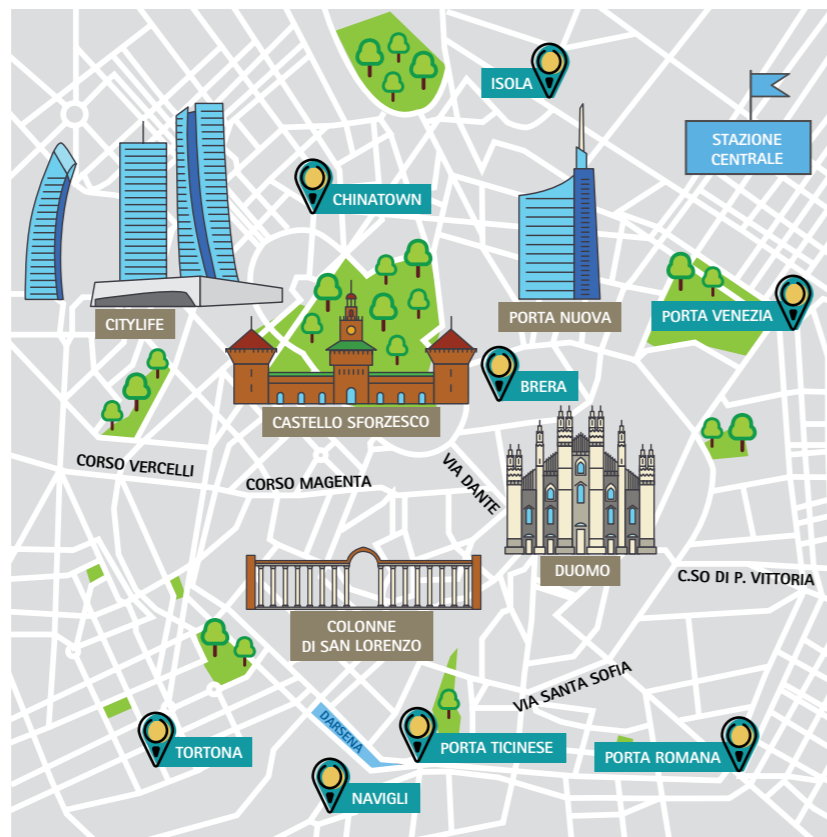 ISOLA
STAZIONE
CENTRALE
CHINATOWN
CITYLIFE
PORTA NUOVA
PORTA VENEZIA
BRERA
CASTELLO SFORZESCO
CORSO VERCELLI
CORSO MAGENTA
VIA DANTE
DUOMO
C.SO DI P. VITTORIA
COLONNE
DI SAN LORENZO
VIA SANTA SOFIA
DARSENA
TORTONA
PORTA TICINESE
PORTA ROMANA
NAVIGLI